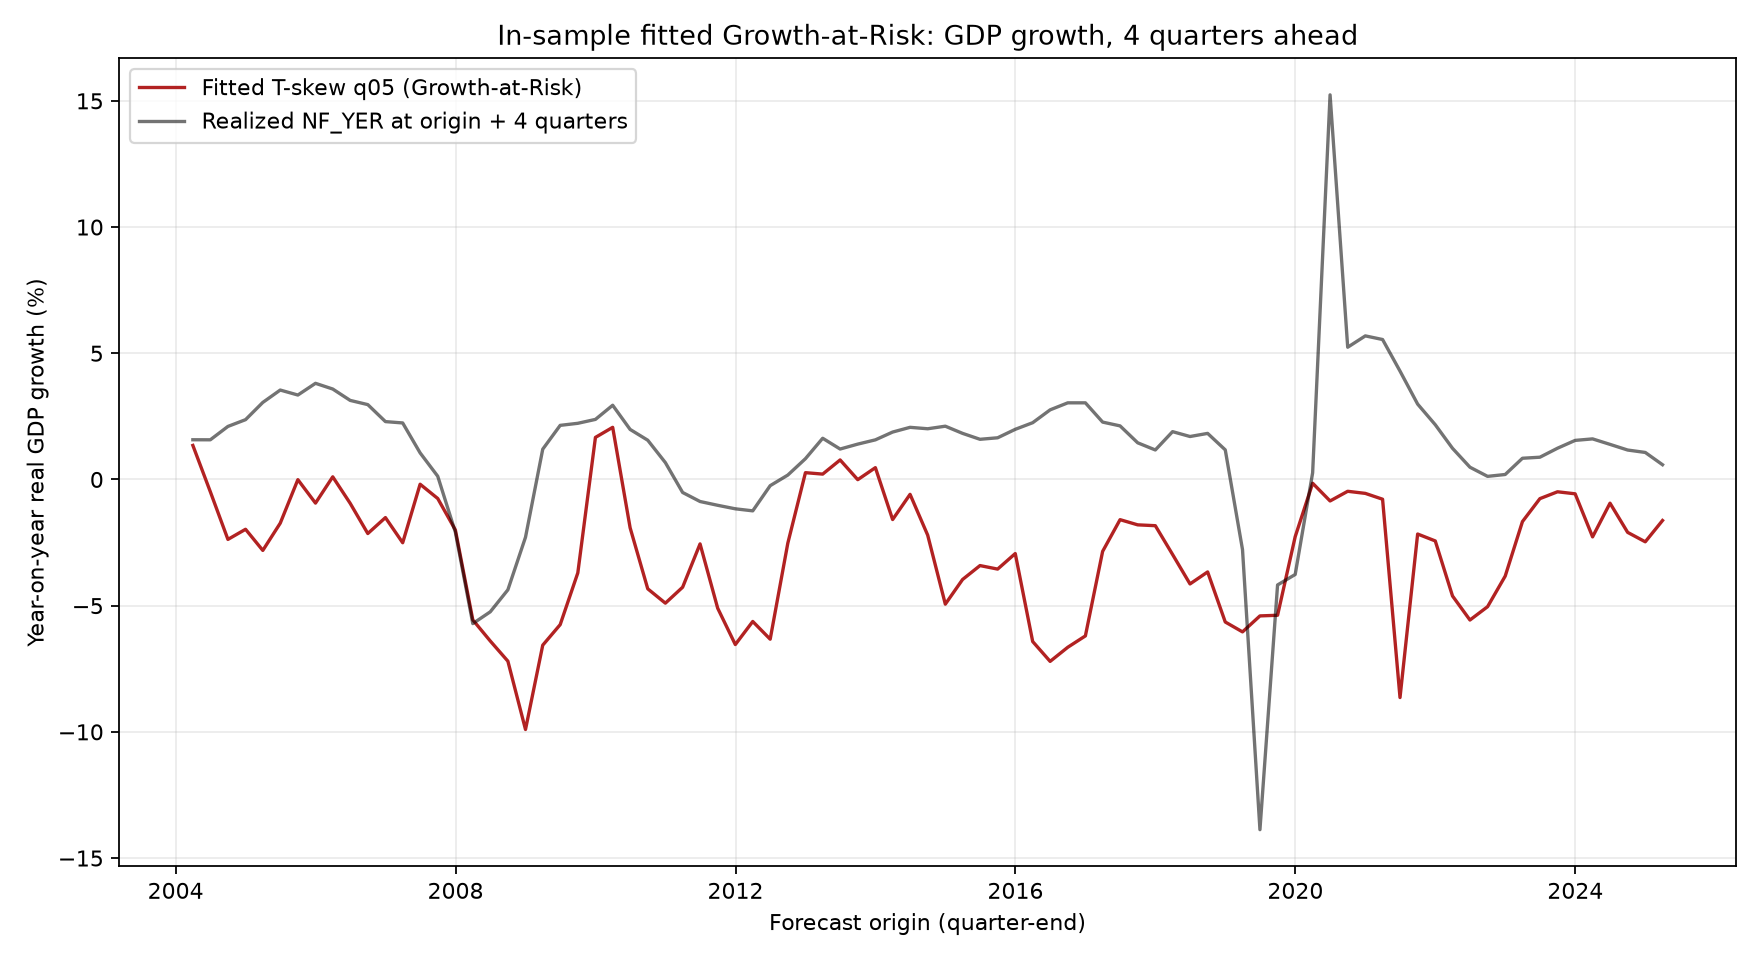 In-sample fitted Growth-at-Risk: GDP growth, 4 quarters ahead
Fitted T-skew q05 (Growth-at-Risk)
Realized NF_YER at origin + 4 quarters
Year-on-year real GDP growth (%)
15
10
5
0
−5
−10
−15
2004 2008 2012 2016 2020 2024
Forecast origin (quarter-end)